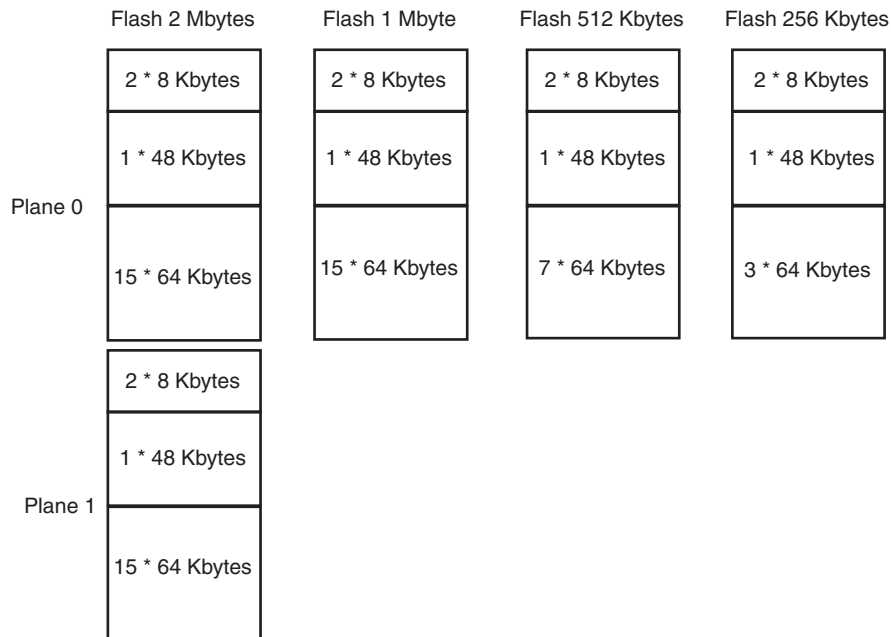 Flash 2 Mbytes Flash 1 Mbyte Flash 512 Kbytes Flash 256 Kbytes
2 * 8 Kbytes 2 * 8 Kbytes 2 * 8 Kbytes 2 * 8 Kbytes
1 * 48 Kbytes 1 * 48 Kbytes 1 * 48 Kbytes 1 * 48 Kbytes
Plane 0
15 * 64 Kbytes 15 * 64 Kbytes 7 * 64 Kbytes 3 * 64 Kbytes
2 * 8 Kbytes
1 * 48 Kbytes
Plane 1
15 * 64 Kbytes